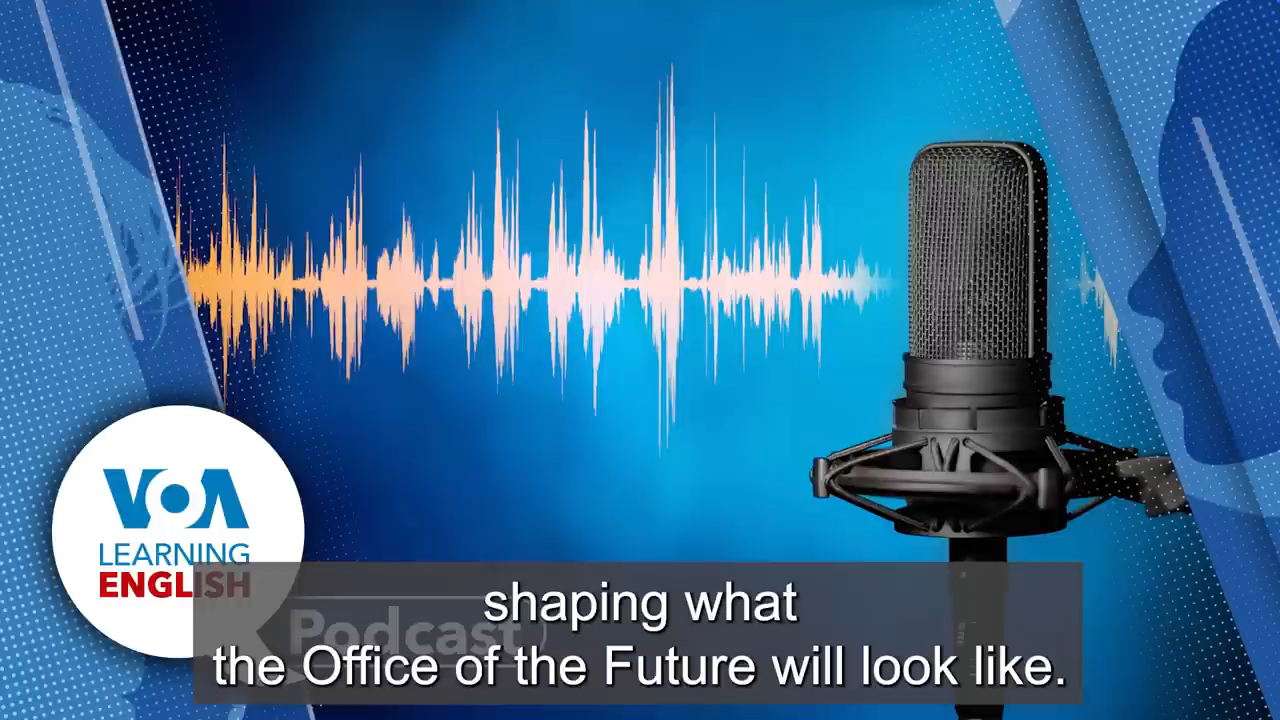 VOA
LEARNING
ENGLISH
Podcast
shaping what
the Office of the Future will look like.